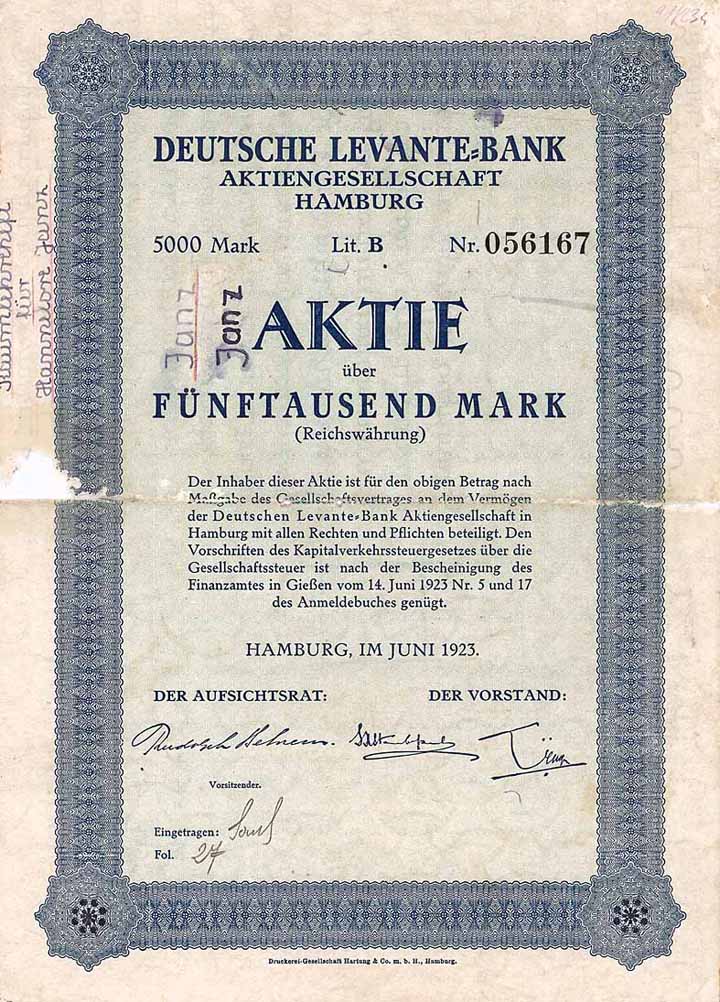 DEUTSCHE LEVANTE-BANK
AKTIENGESELLSCHAFT
HAMBURG
5000 Mark Lit. B Nr. 056167
Janz
Janz
AKTIE
über
FÜNFTAUSEND MARK
(Reichswährung)
Der Inhaber dieser Aktie ist für den obigen Betrag nach
Maßgabe des Gesellschaftsvertrages an dem Vermögen
der Deutschen Levante-Bank Aktiengesellschaft in
Hamburg mit allen Rechten und Pflichten beteiligt. Den
Vorschriften des Kapitalverkehrssteuergesetzes über die
Gesellschaftssteuer ist nach der Bescheinigung des
Finanzamtes in Gießen vom 14. Juni 1923 Nr. 5 und 17
des Anmeldebuches genügt.
HAMBURG, IM JUNI 1923.
DER AUFSICHTSRAT: DER VORSTAND:
Vorsitzender.
Eingetragen:
Fol. 27
Druckerei-Gesellschaft Hartung & Co. m. b. H., Hamburg.
für